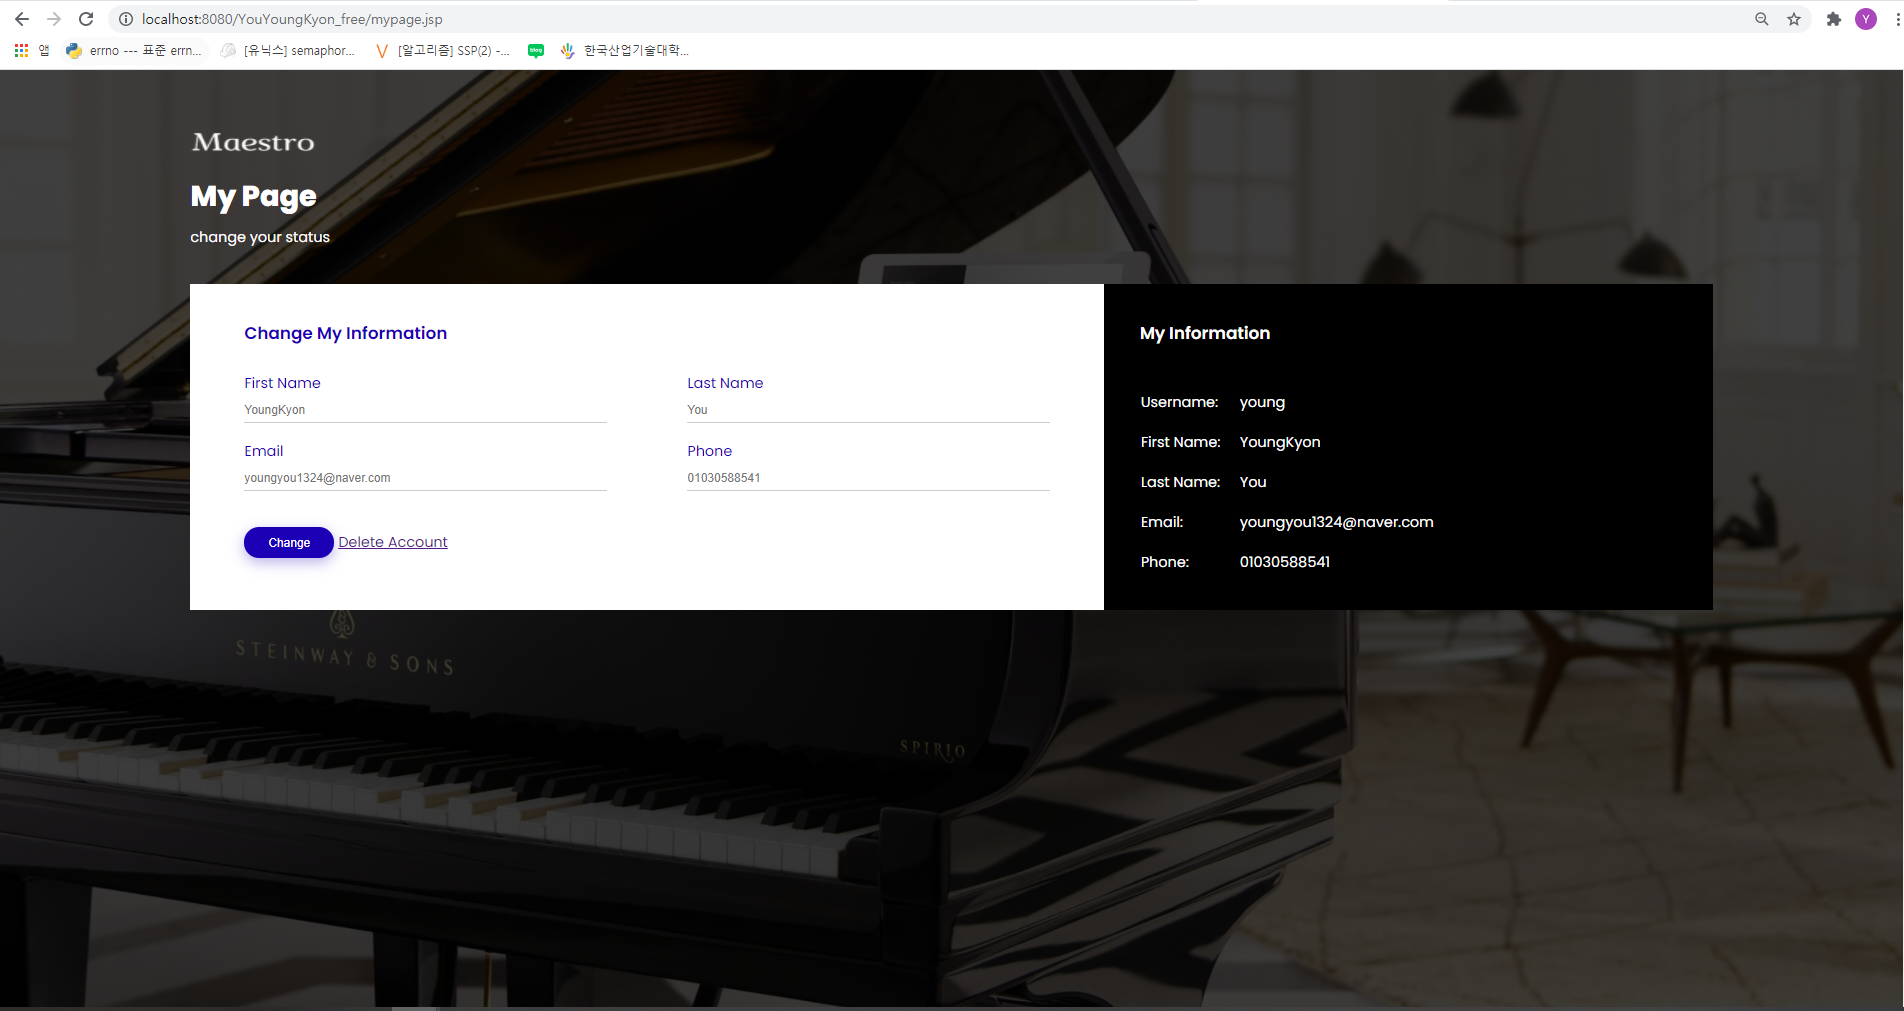 localhost:8080/YouYoungKyon_free/mypage.jsp
Y
앱
errno --- 표준 errn...
[유닉스] semaphor...
[알고리즘] SSP(2) -...
blog
한국산업기술대학...
Maestro
My Page
change your status
Change My Information
First Name
Last Name
YoungKyon
You
Email
Phone
youngyou1324@naver.com
01030588541
Change
Delete Account
My Information
Username: young
First Name: YoungKyon
Last Name: You
Email: youngyou1324@naver.com
Phone: 01030588541
STEINWAY & SONS
SPIRIO